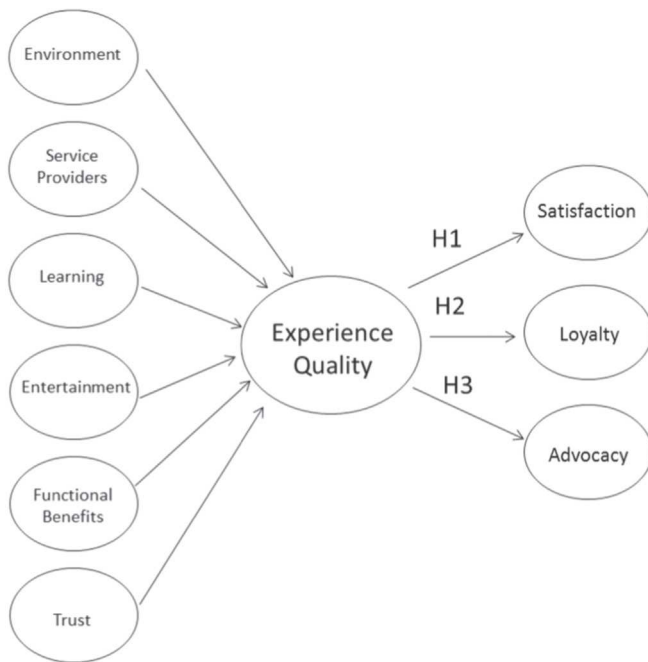 Environment
Service
Providers
Learning
Entertainment
Functional
Benefits
Trust
Experience
Quality
H1
H2
H3
Satisfaction
Loyalty
Advocacy